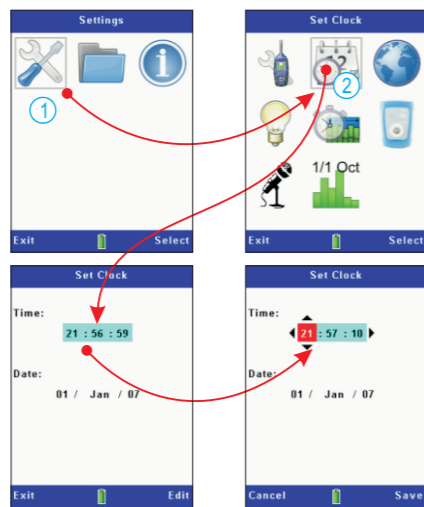 Settings
1
Exit Select
Set Clock
2
1/1 Oct
Exit Select
Set Clock
Time:
21 : 56 : 59
Date:
01 / Jan / 07
Exit Edit
Set Clock
Time:
21 : 57 : 10
Date:
01 / Jan / 07
Cancel Save